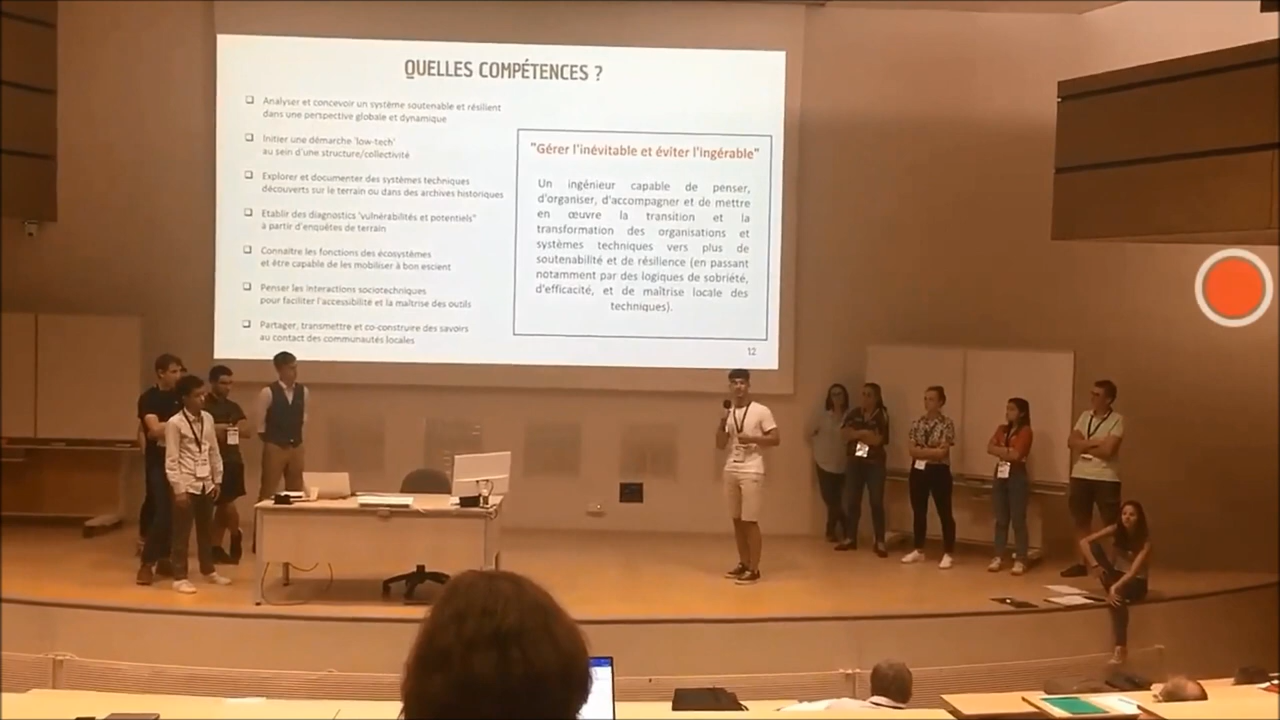 QUELLES COMPÉTENCES ?
Analyser et concevoir un système soutenable et résilient
dans une perspective globale et dynamique
Initier une démarche 'low-tech'
au sein d'une structure/collectivité
Explorer et documenter des systèmes techniques
découverts sur le terrain ou dans des archives historiques
Etablir des diagnostics 'vulnérabilités et potentiels"
à partir d'enquêtes de terrain
Connaître les fonctions des écosystèmes
et être capable de les mobiliser à bon escient
Penser les interactions sociotechniques
pour faciliter l'accessibilité et la maîtrise des outils
Partager, transmettre et co-construire des savoirs
au contact des communautés locales
"Gérer l'inévitable et éviter l'ingérable"
Un ingénieur capable de penser,
d'organiser, d'accompagner et de mettre
en œuvre la transition et la
transformation des organisations et
systèmes techniques vers plus de
soutenabilité et de résilience (en passant
notamment par des logiques de sobriété,
d'efficacité, et de maîtrise locale des
techniques).
12